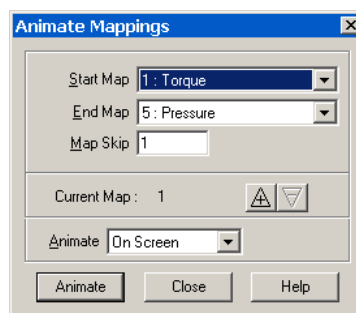 Animate Mappings
Start Map 1 : Torque
End Map 5 : Pressure
Map Skip 1
Current Map : 1
Animate On Screen
Animate Close Help